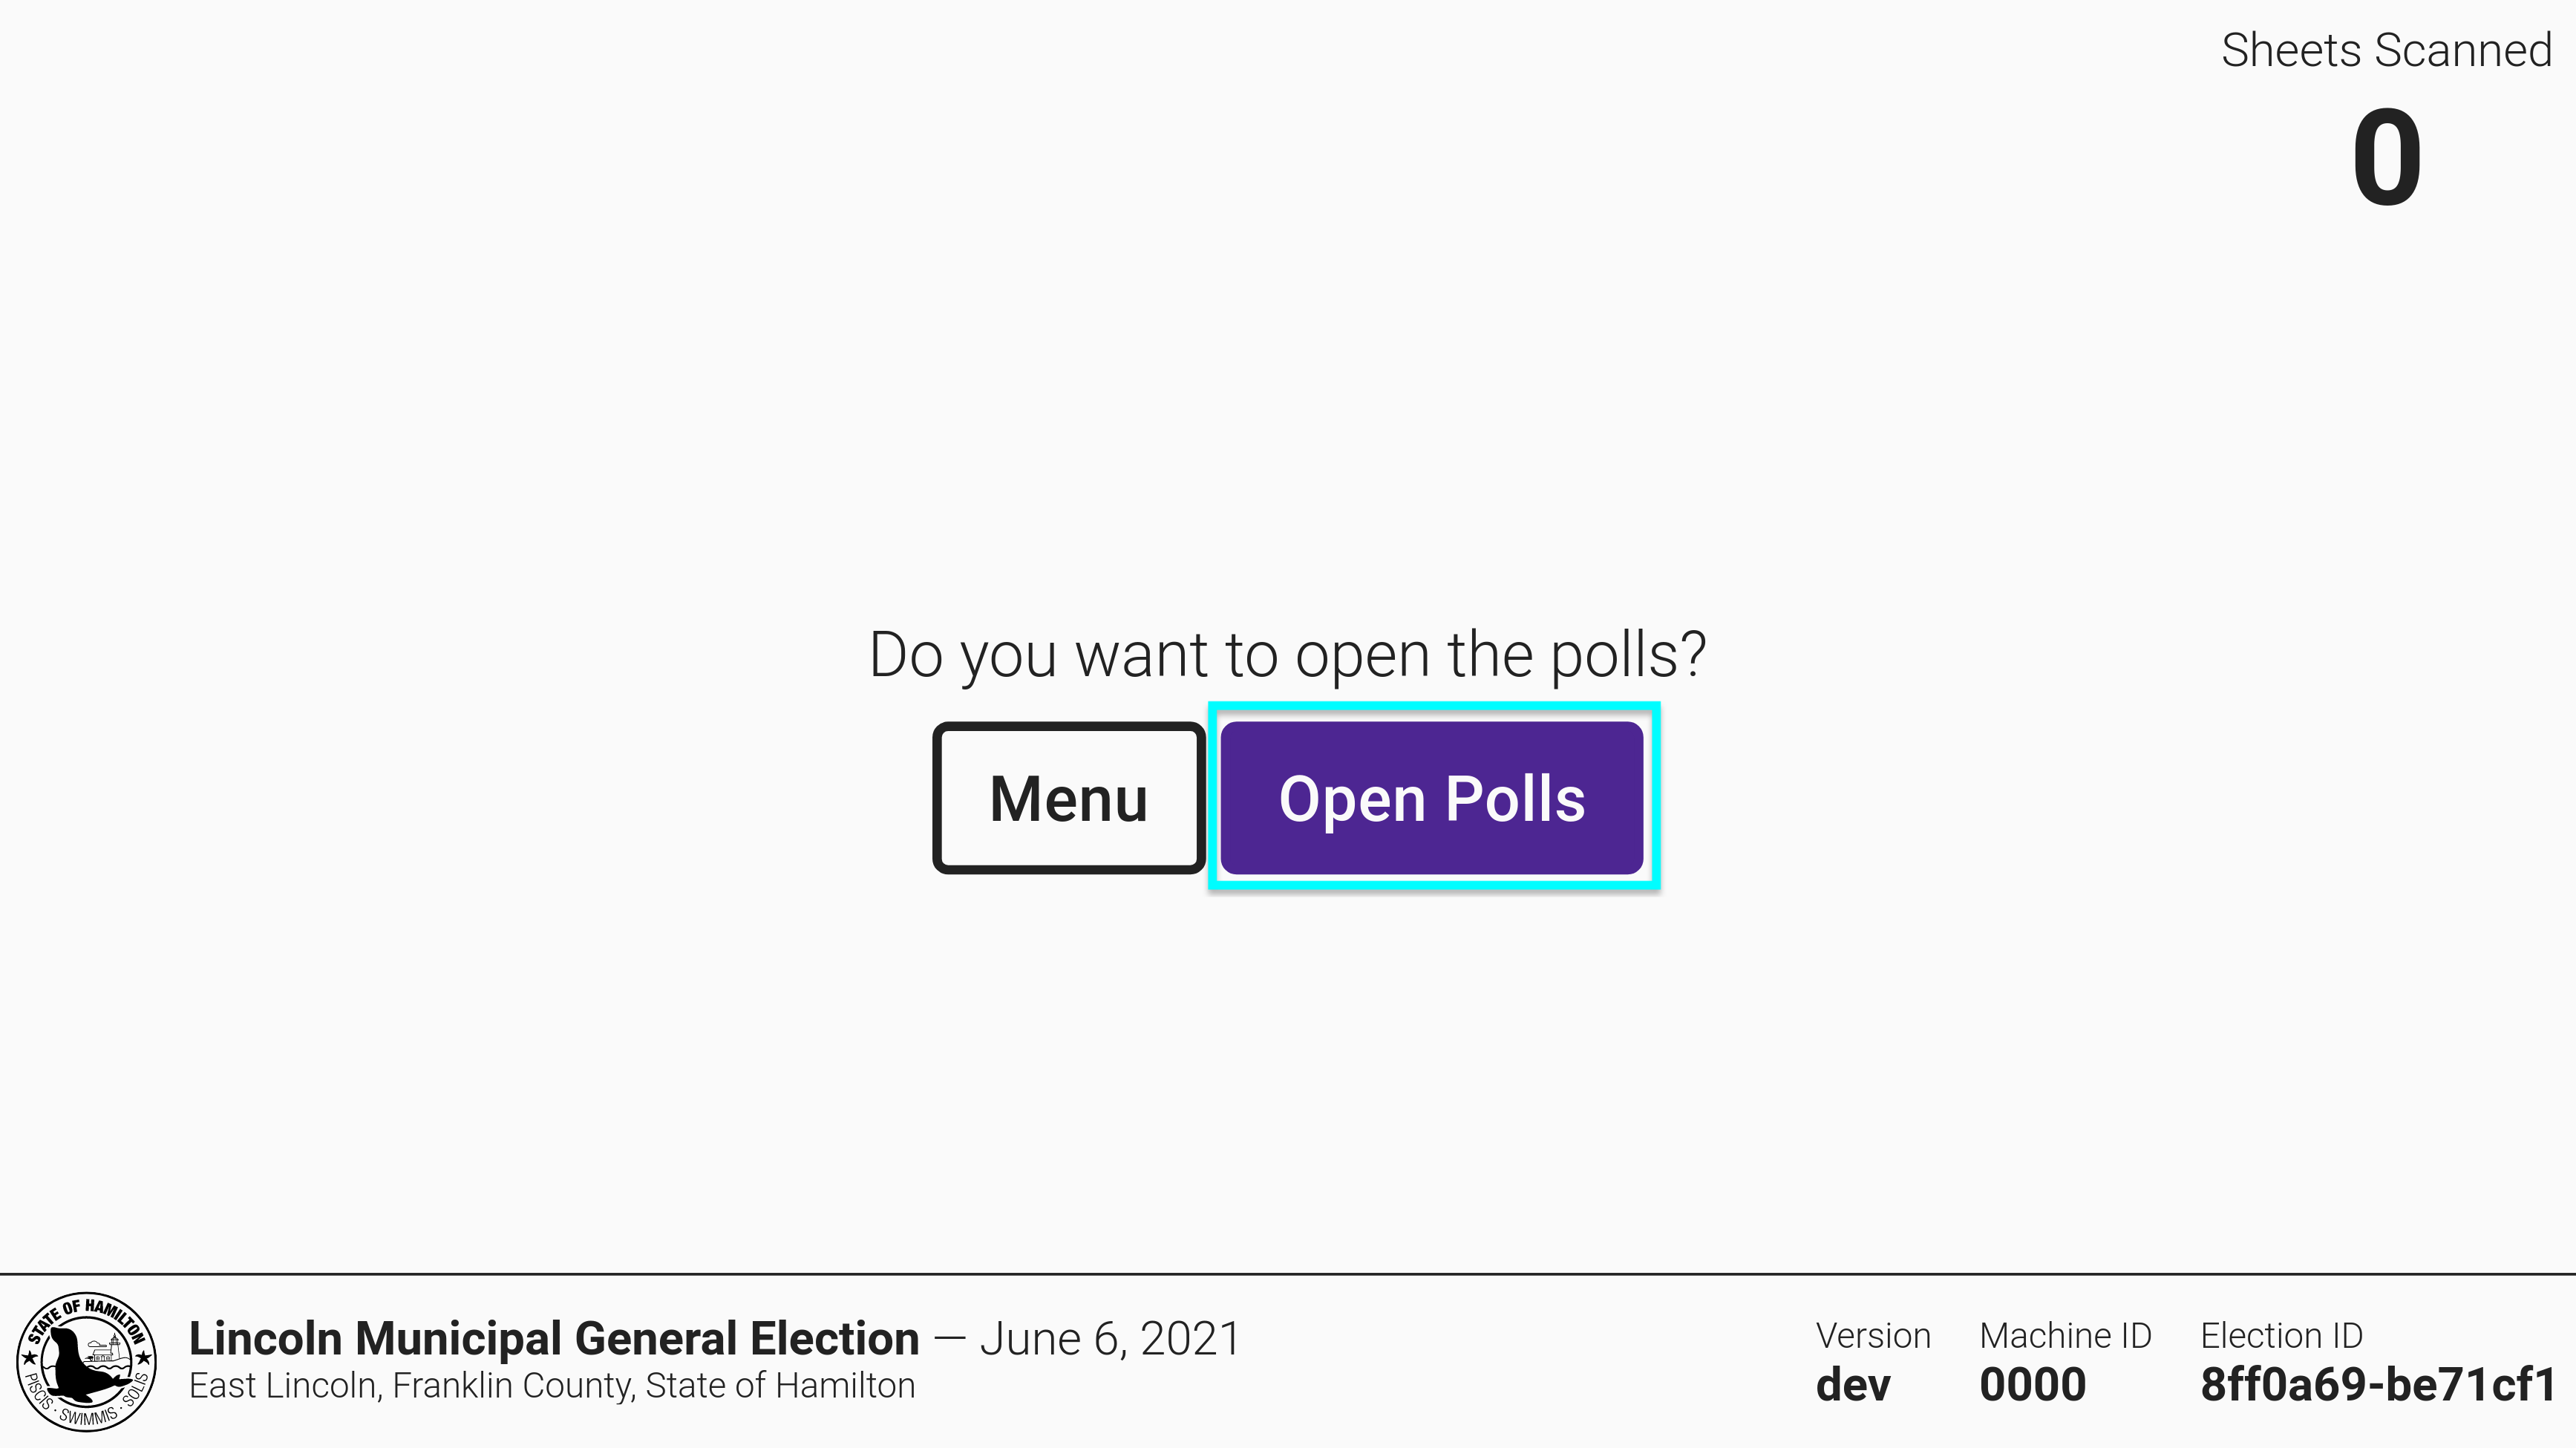 Sheets Scanned
0
Do you want to open the polls?
Menu
Open Polls
STATE OF HAMILTON
PISCIS · SWIMMIS · SOLIS
Lincoln Municipal General Election — June 6, 2021
East Lincoln, Franklin County, State of Hamilton
Version
dev
Machine ID
0000
Election ID
8ff0a69-be71cf1